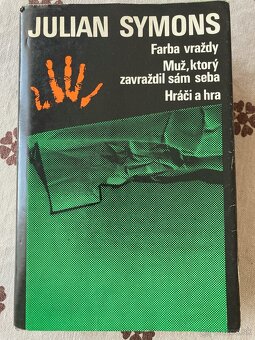 JULIAN SYMONS
Farba vraždy
Muž, ktorý
zavraždil sám seba
Hráči a hra